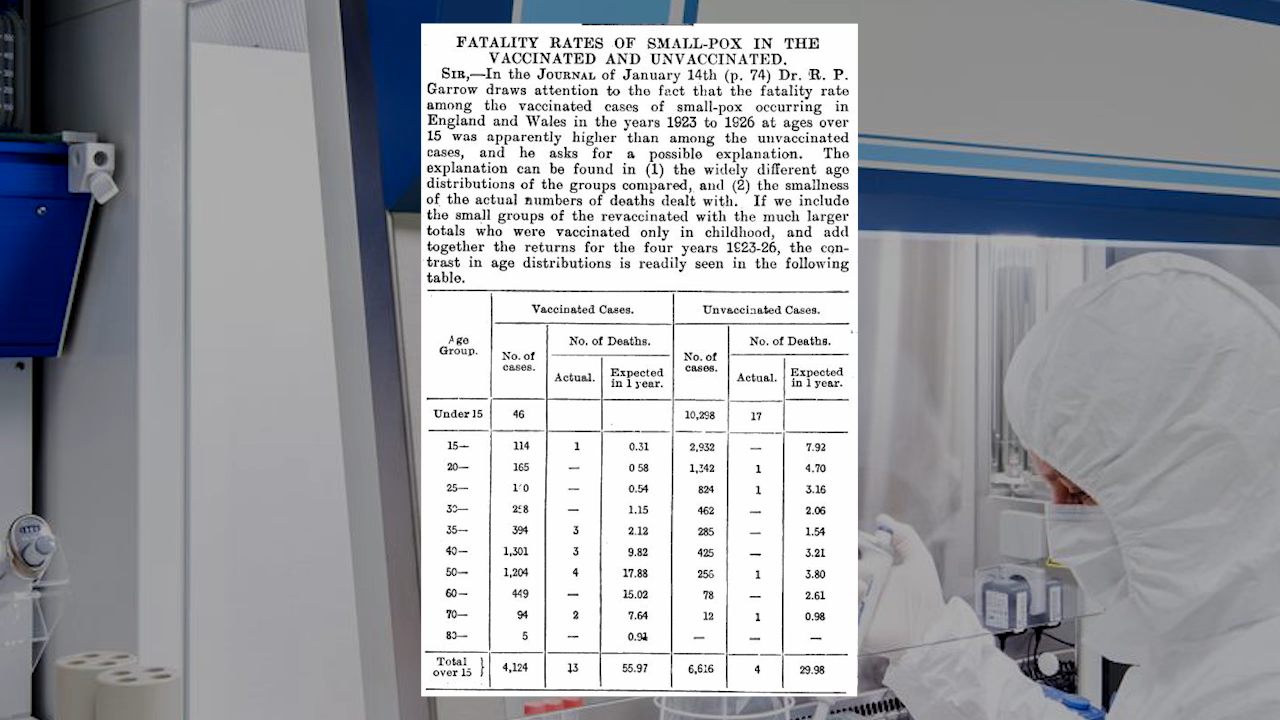 FATALITY RATES OF SMALL-POX IN THE
VACCINATED AND UNVACCINATED.
SIR,—In the JOURNAL of January 14th (p. 74) Dr. R. P.
Garrow draws attention to the fact that the fatality rate
among the vaccinated cases of small-pox occurring in
England and Wales in the years 1923 to 1926 at ages over
15 was apparently higher than among the unvaccinated
cases, and he asks for a possible explanation. The
explanation can be found in (1) the widely different age
distributions of the groups compared, and (2) the smallness
of the actual numbers of deaths dealt with. If we include
the small groups of the revaccinated with the much larger
totals who were vaccinated only in childhood, and add
together the returns for the four years 1923-26, the con-
trast in age distributions is readily seen in the following
table.
Age Group. Vaccinated Cases. Unvaccinated Cases.
No. of cases. No. of Deaths. No. of cases. No. of Deaths.
Actual. Expected in 1 year. Actual. Expected in 1 year.
Under 15 46 10,298 17
15— 114 1 0.31 2,932 — 7.92
20— 165 — 0 58 1,342 1 4.70
25— — 0.54 824 1 3.16
30— — 1.15 462 — 2.06
35— 394 3 2.12 285 — 1.54
40— 1,301 3 9.82 425 — 3.21
50— 1,204 4 17.88 256 1 3.80
60— 449 — 15.02 78 — 2.61
70— 94 2 7.64 12 1 0.98
80— 5 — 0.91 — — —
Total over 15 } 4,124 13 55.97 6,616 4 29.98